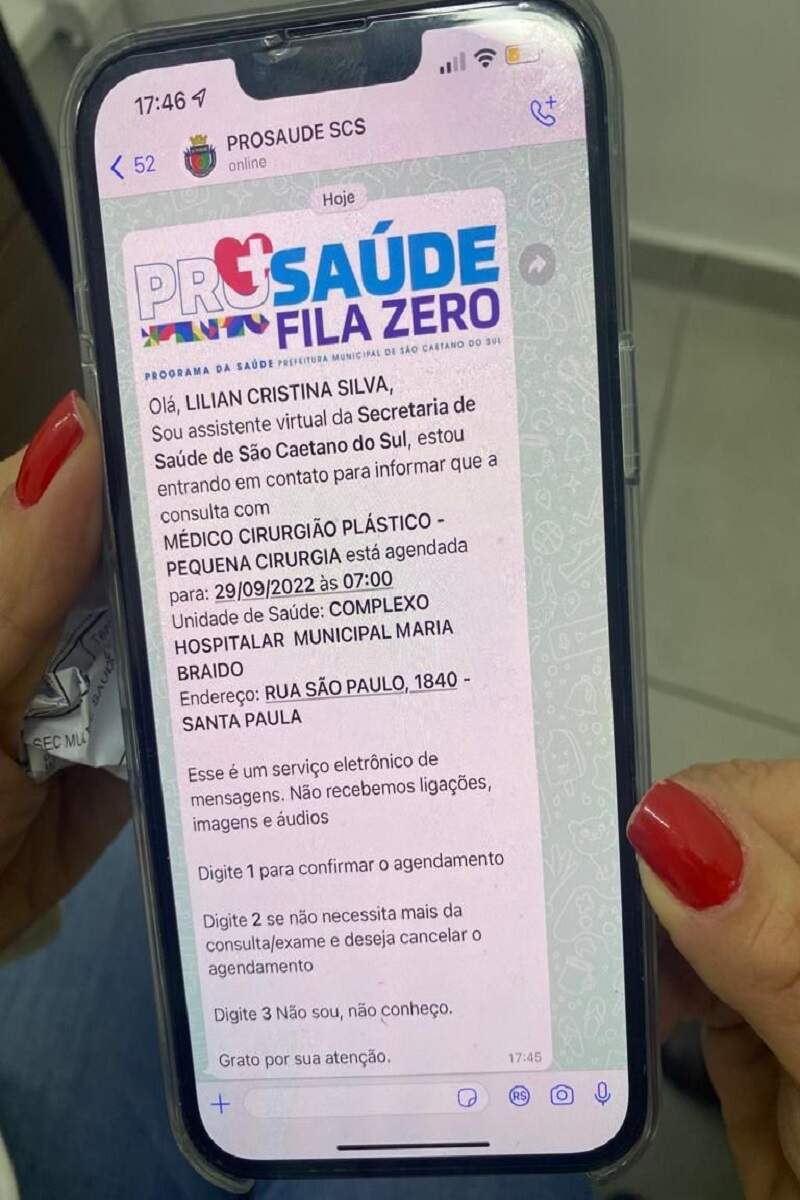 17:46
52
PROSAUDE SCS
online
Hoje
PROSAÚDE
FILA ZERO
PROGRAMA DA SAÚDE PREFEITURA MUNICIPAL DE SÃO CAETANO DO SUL
Olá, LILIAN CRISTINA SILVA,
Sou assistente virtual da Secretaria de
Saúde de São Caetano do Sul, estou
entrando em contato para informar que a
consulta com
MÉDICO CIRURGIÃO PLÁSTICO -
PEQUENA CIRURGIA está agendada
para: 29/09/2022 às 07:00
Unidade de Saúde: COMPLEXO
HOSPITALAR MUNICIPAL MARIA
BRAIDO
Endereço: RUA SÃO PAULO, 1840 -
SANTA PAULA
Esse é um serviço eletrônico de
mensagens. Não recebemos ligações,
imagens e áudios
Digite 1 para confirmar o agendamento
Digite 2 se não necessita mais da
consulta/exame e deseja cancelar o
agendamento
Digite 3 Não sou, não conheço.
Grato por sua atenção.
17:45
R$
SEC